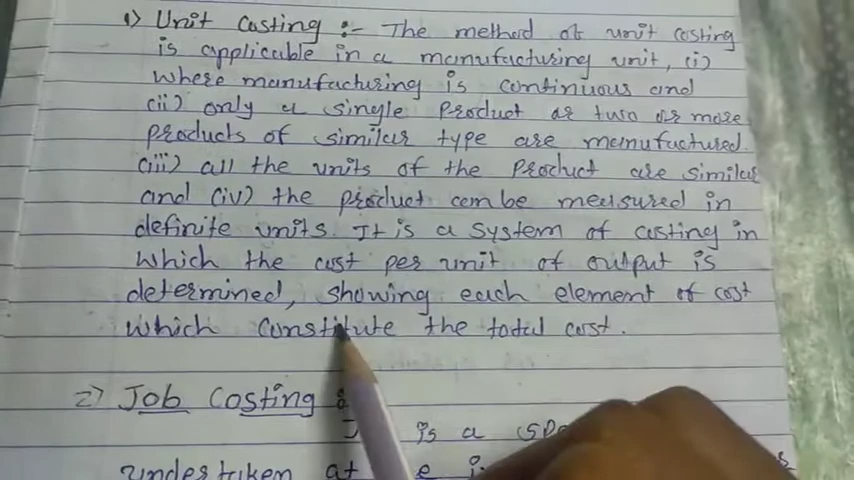 1) Unit Costing :- The method of unit costing
is applicable in a manufacturing unit, (i)
where manufacturing is continuous and
(ii) only a single product or two or more
products of similar type are manufactured.
(iii) all the units of the product are similar
and (iv) the product can be measured in
definite units. It is a system of costing in
which the cost per unit of output is
determined, showing each element of cost
which constitute the total cost.
2) Job Costing :
is a
undertaken at